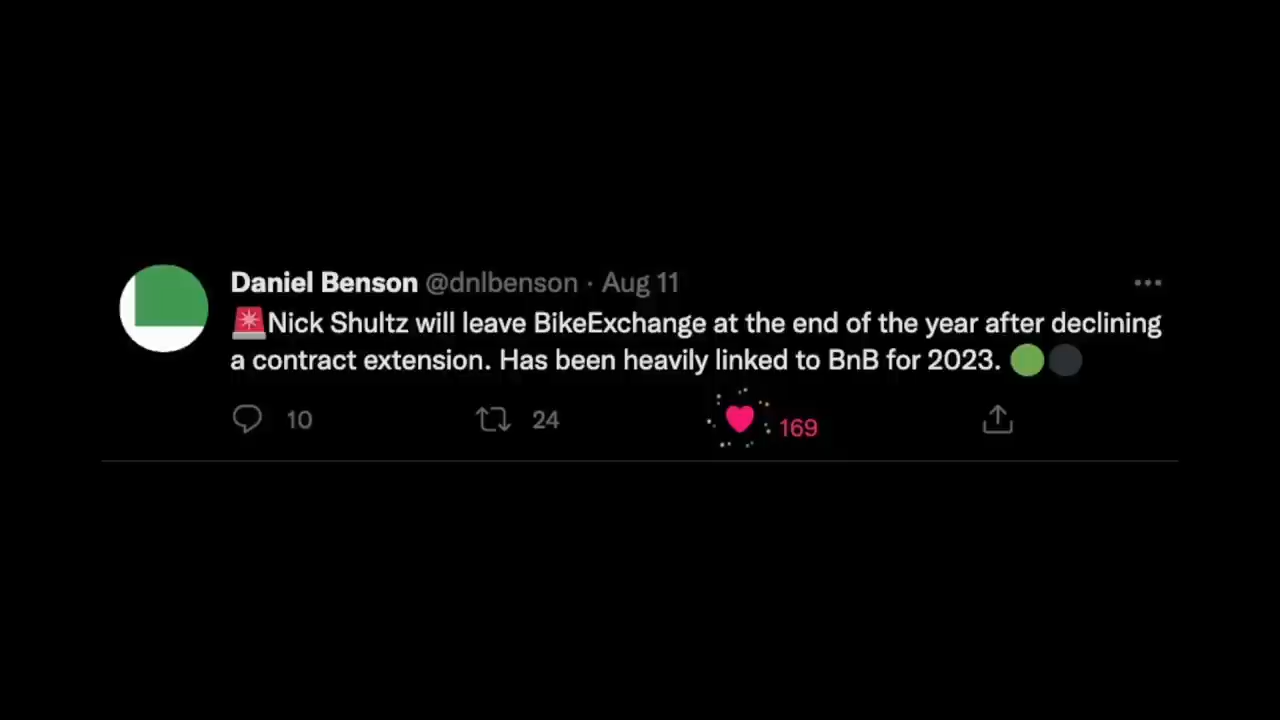 Daniel Benson @dnlbenson · Aug 11
🚨Nick Shultz will leave BikeExchange at the end of the year after declining
a contract extension. Has been heavily linked to BnB for 2023. 🟢⚫
10 24 169